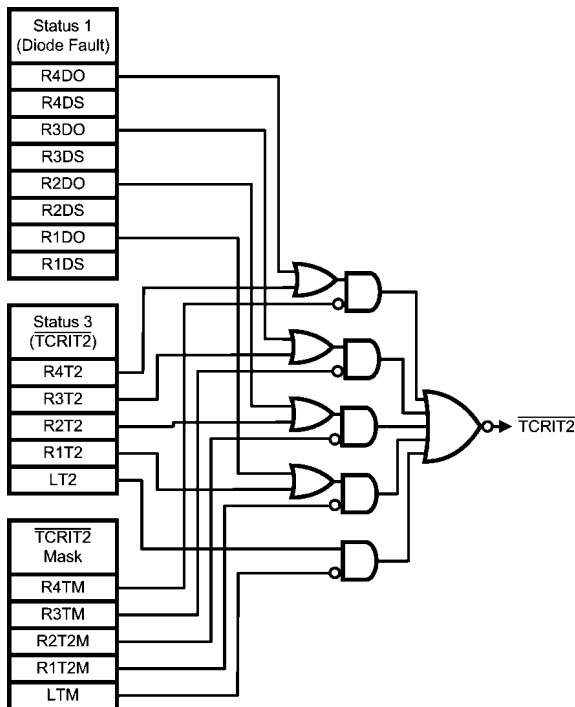 Status 1
(Diode Fault)
R4DO
R4DS
R3DO
R3DS
R2DO
R2DS
R1DO
R1DS
Status 3
(TCRIT2)
R4T2
R3T2
R2T2
R1T2
LT2
TCRIT2
Mask
R4TM
R3TM
R2T2M
R1T2M
LTM
TCRIT2